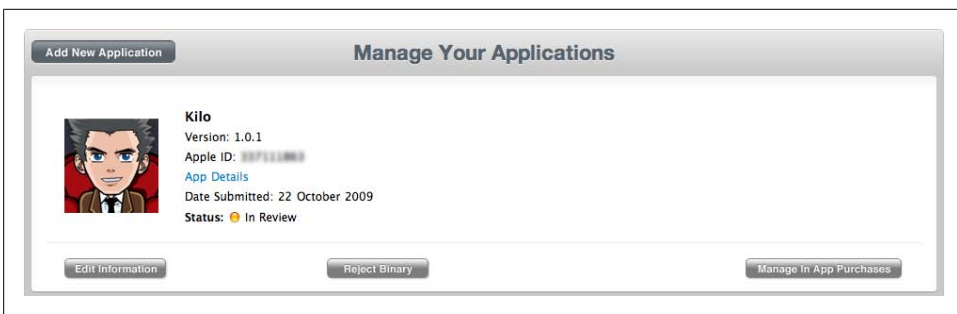 Add New Application
Manage Your Applications
Kilo
Version: 1.0.1
Apple ID:
App Details
Date Submitted: 22 October 2009
Status: In Review
Edit Information
Reject Binary
Manage In App Purchases